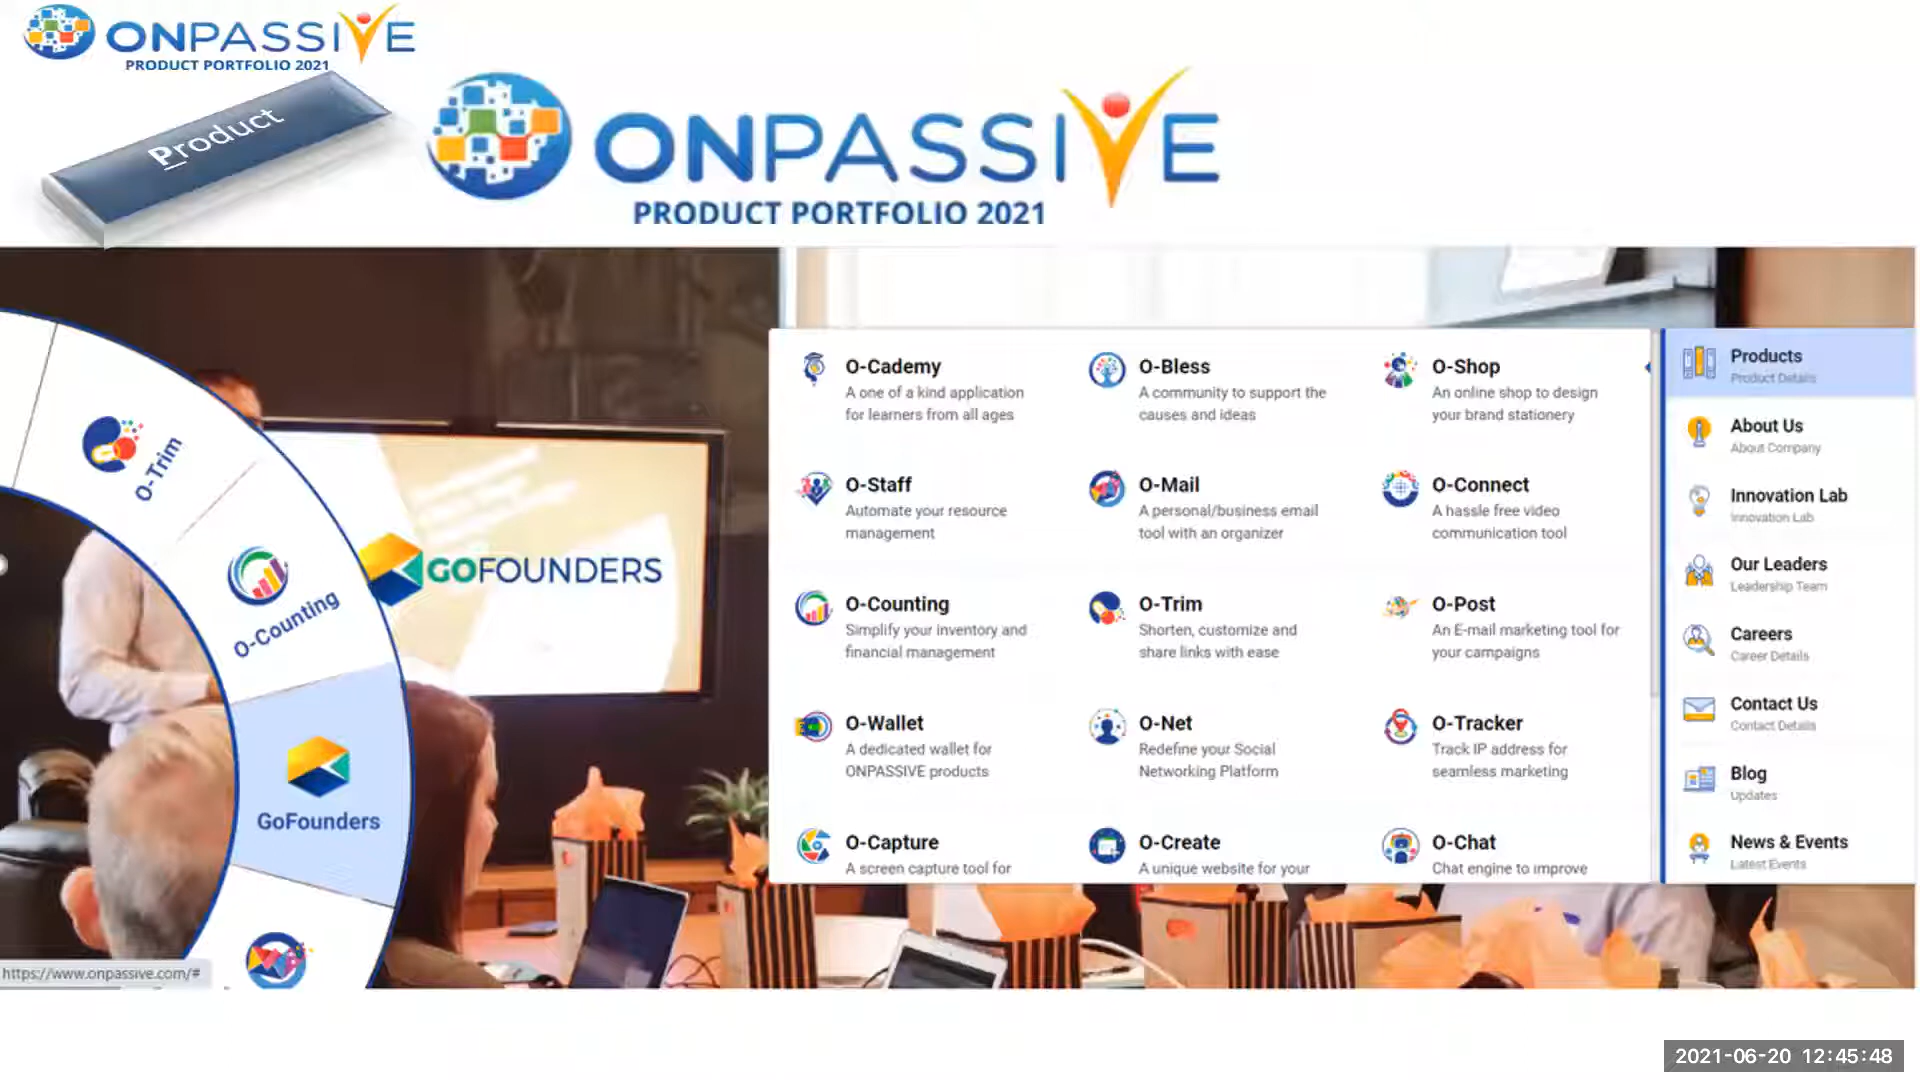 ONPASSIVE
PRODUCT PORTFOLIO 2021
Product
ONPASSIVE
PRODUCT PORTFOLIO 2021
O-Trim
O-Counting
GoFounders
GOFOUNDERS
O-Cademy
A one of a kind application
for learners from all ages
O-Bless
A community to support the
causes and ideas
O-Shop
An online shop to design
your brand stationery
O-Staff
Automate your resource
management
O-Mail
A personal/business email
tool with an organizer
O-Connect
A hassle free video
communication tool
O-Counting
Simplify your inventory and
financial management
O-Trim
Shorten, customize and
share links with ease
O-Post
An E-mail marketing tool for
your campaigns
O-Wallet
A dedicated wallet for
ONPASSIVE products
O-Net
Redefine your Social
Networking Platform
O-Tracker
Track IP address for
seamless marketing
O-Capture
A screen capture tool for
O-Create
A unique website for your
O-Chat
Chat engine to improve
Products
Product Details
About Us
About Company
Innovation Lab
Innovation Lab
Our Leaders
Leadership Team
Careers
Career Details
Contact Us
Contact Details
Blog
Updates
News & Events
Latest Events
https://www.onpassive.com/#
2021-06-20 12:45:48